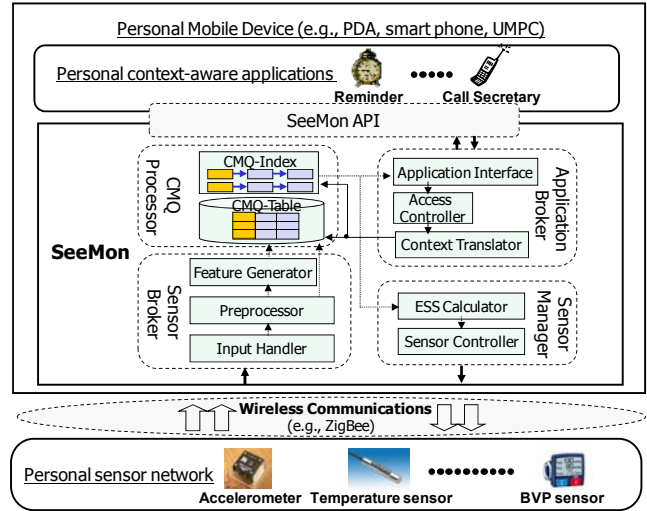 Personal Mobile Device (e.g., PDA, smart phone, UMPC)
Personal context-aware applications
Reminder
Call Secretary
SeeMon API
SeeMon
CMQ
Processor
CMQ-Index
CMQ-Table
Application Interface
Access
Controller
Context Translator
Application
Broker
Sensor
Broker
Feature Generator
Preprocessor
Input Handler
ESS Calculator
Sensor Controller
Sensor
Manager
Wireless Communications
(e.g., ZigBee)
Personal sensor network
Accelerometer
Temperature sensor
BVP sensor